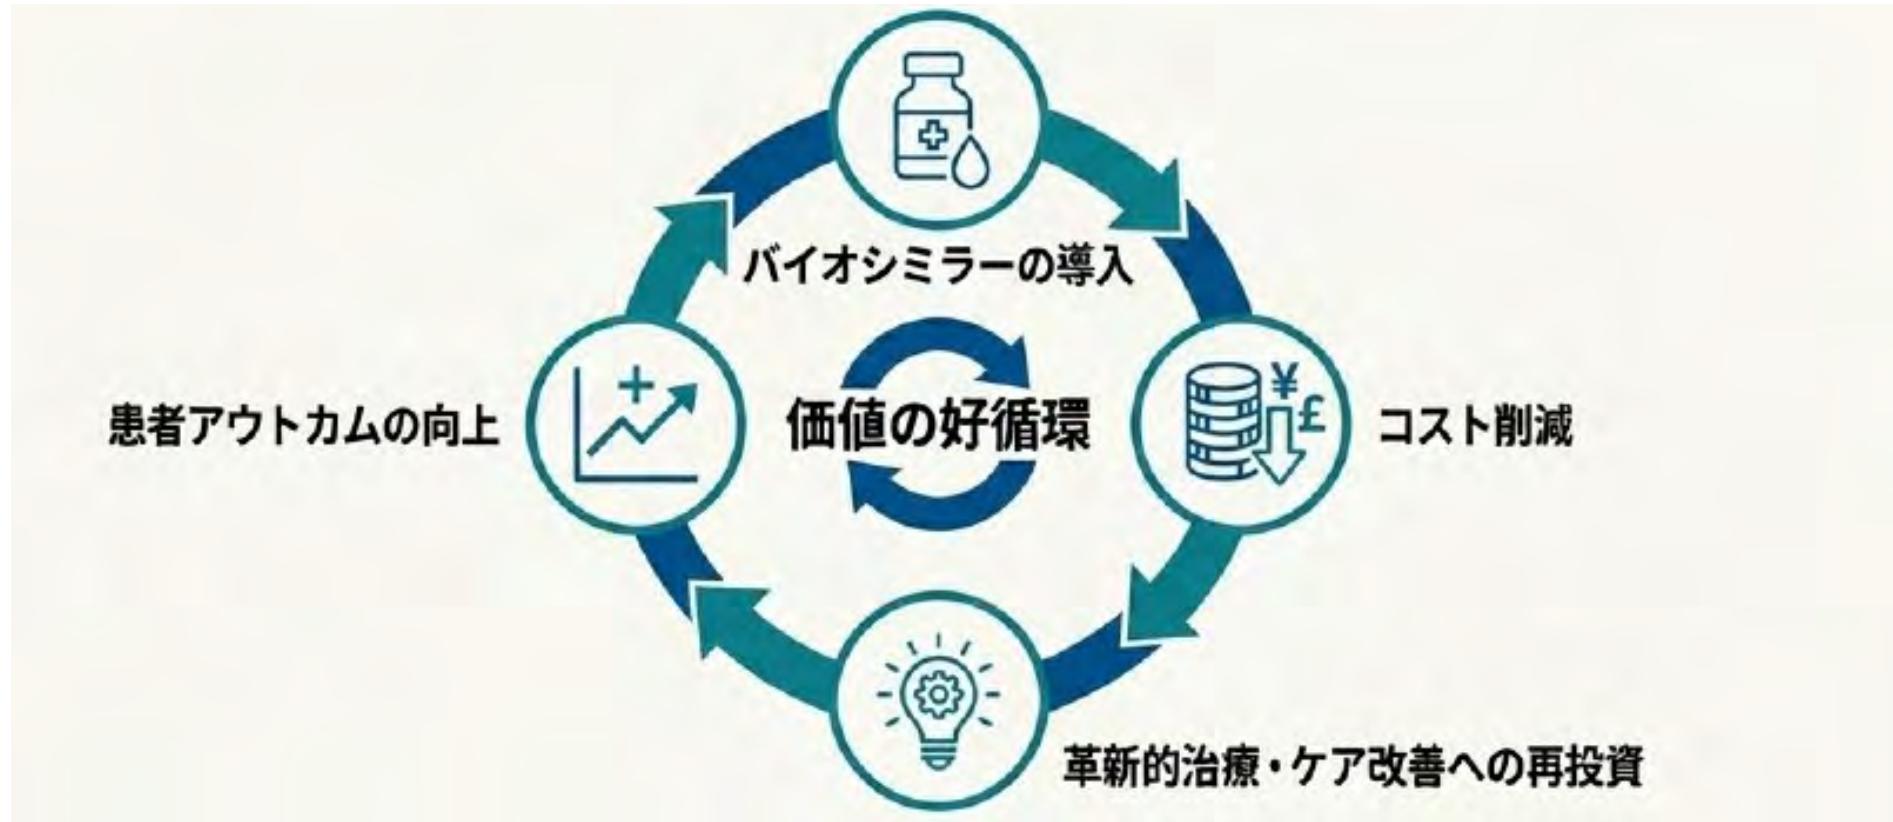 バイオシミラーの導入
¥
£
コスト削減
価値の好循環
患者アウトカムの向上
革新的治療・ケア改善への再投資